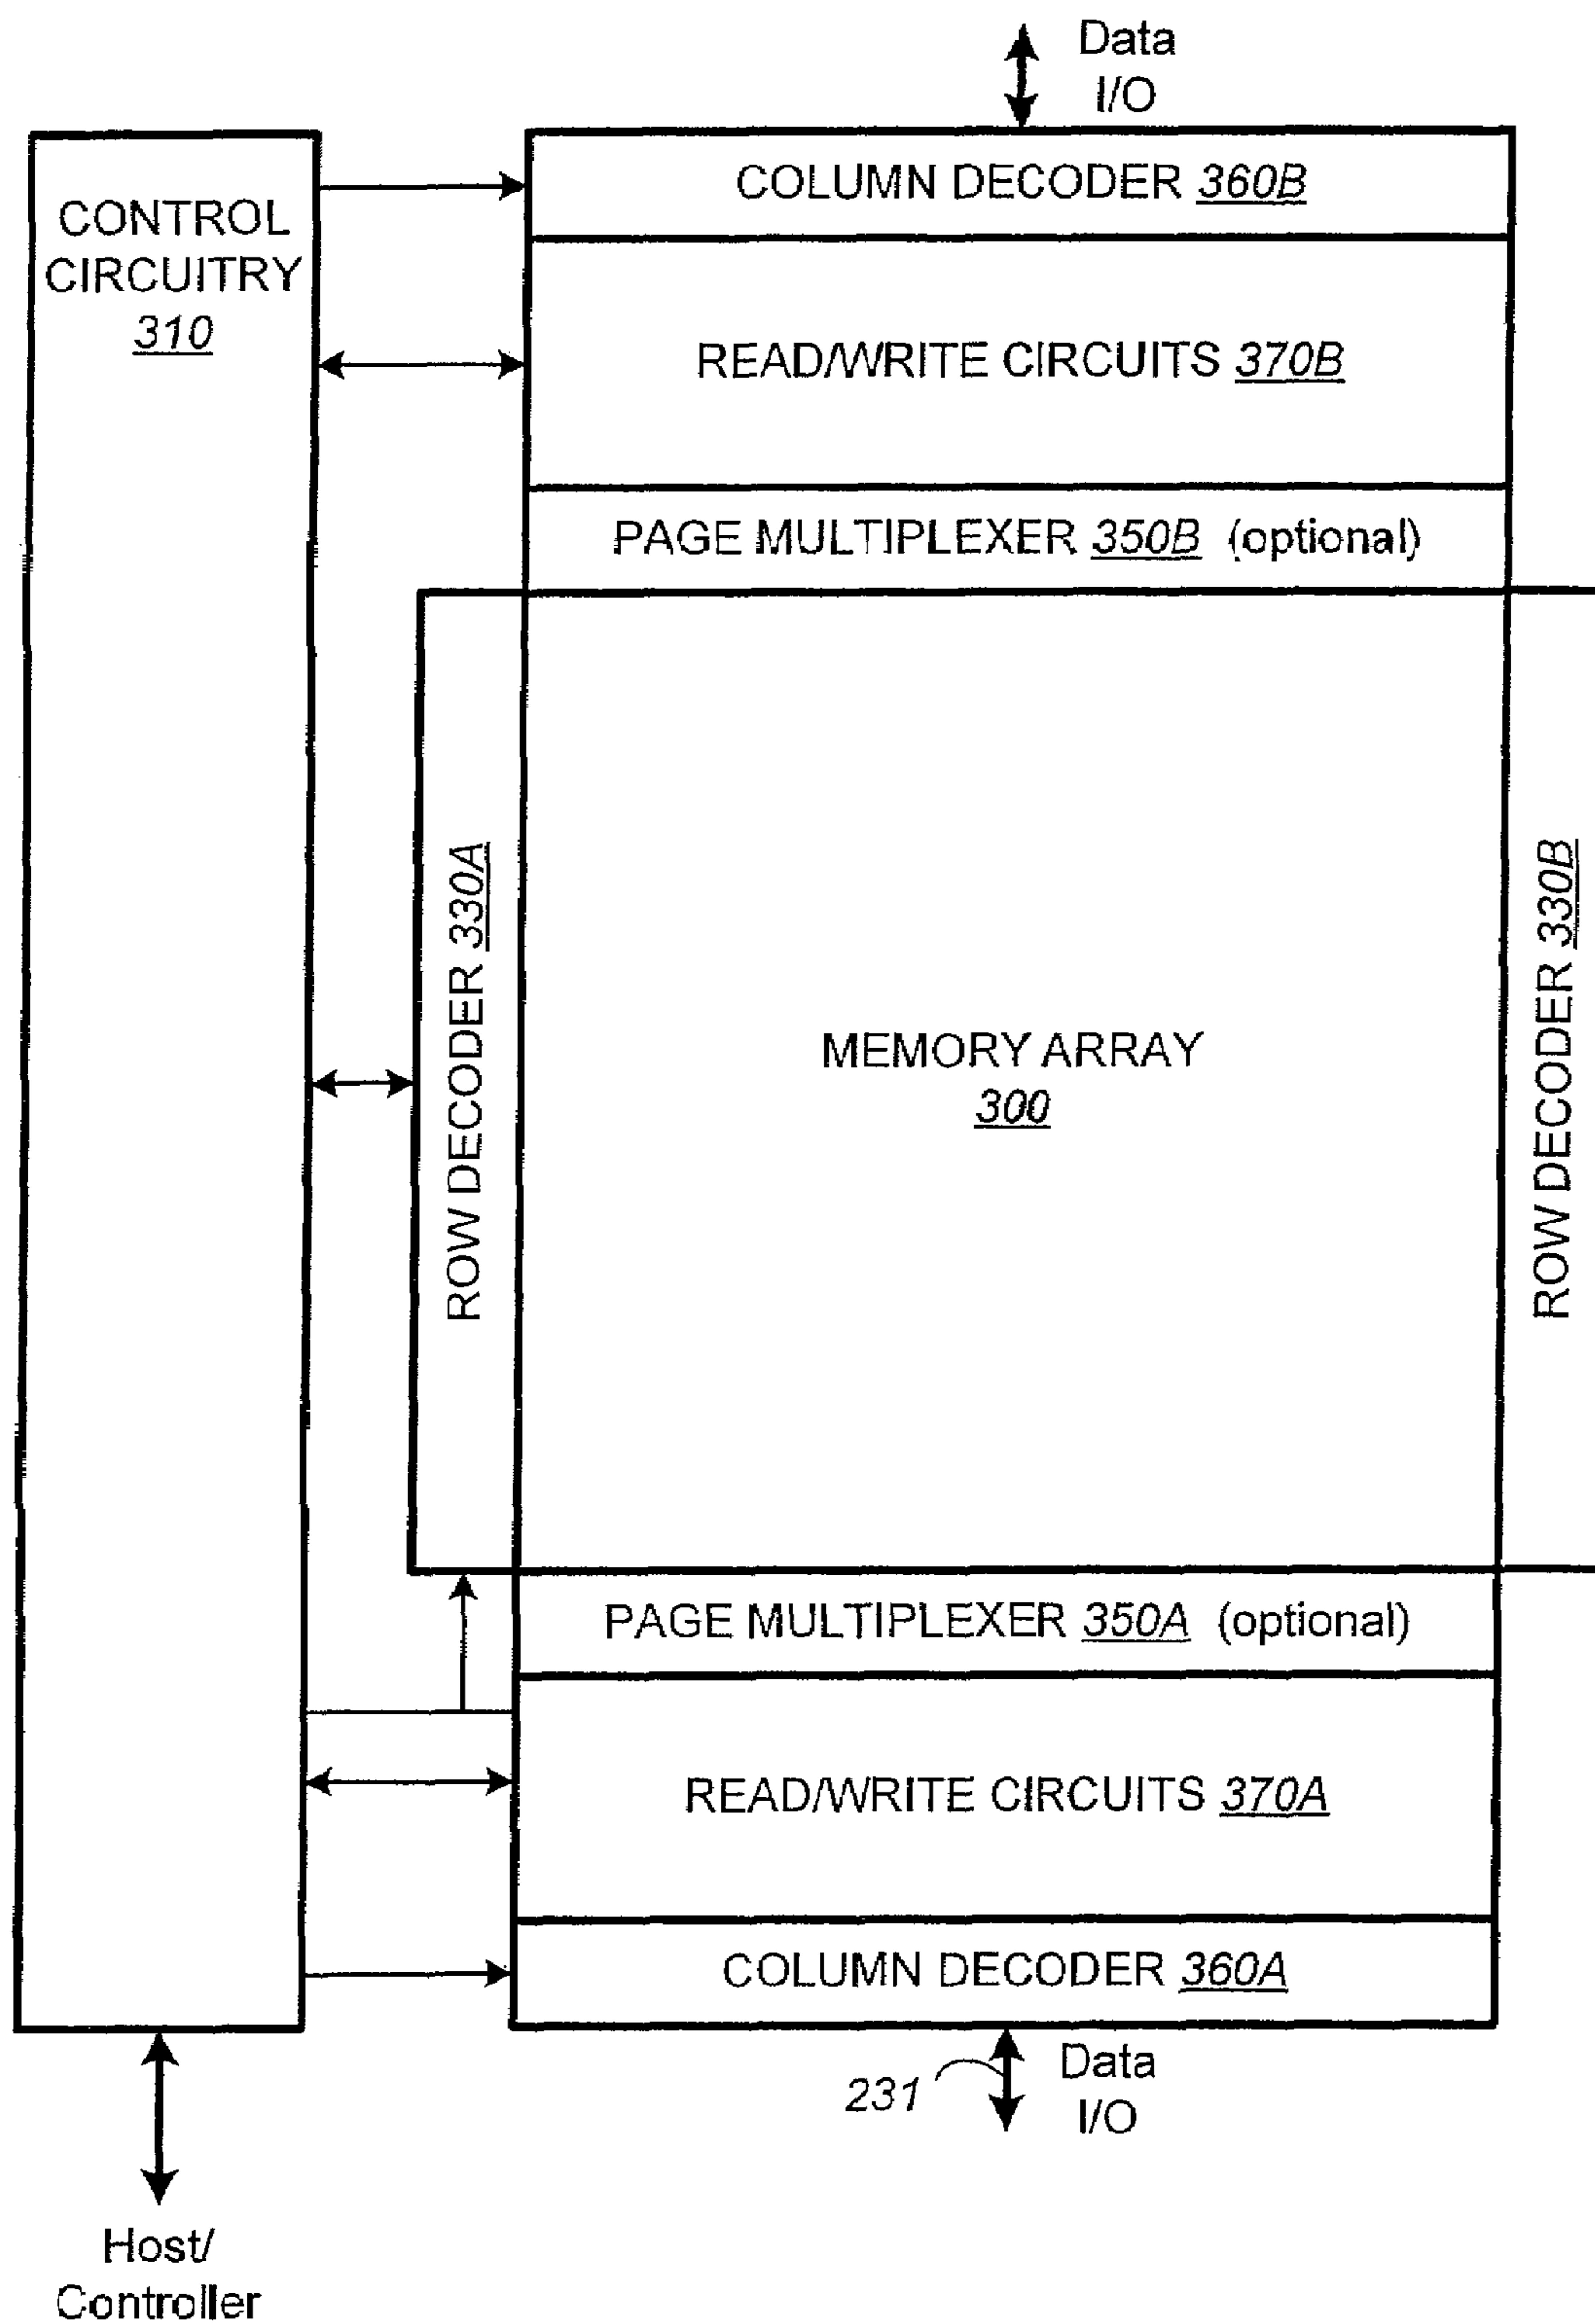 Data
I/O
COLUMN DECODER 360B
CONTROL
CIRCUITRY
310
READ/WRITE CIRCUITS 370B
PAGE MULTIPLEXER 350B (optional)
ROW DECODER 330A
MEMORY ARRAY
300
ROW DECODER 330B
PAGE MULTIPLEXER 350A (optional)
READ/WRITE CIRCUITS 370A
COLUMN DECODER 360A
231
Data
I/O
Host/
Controller